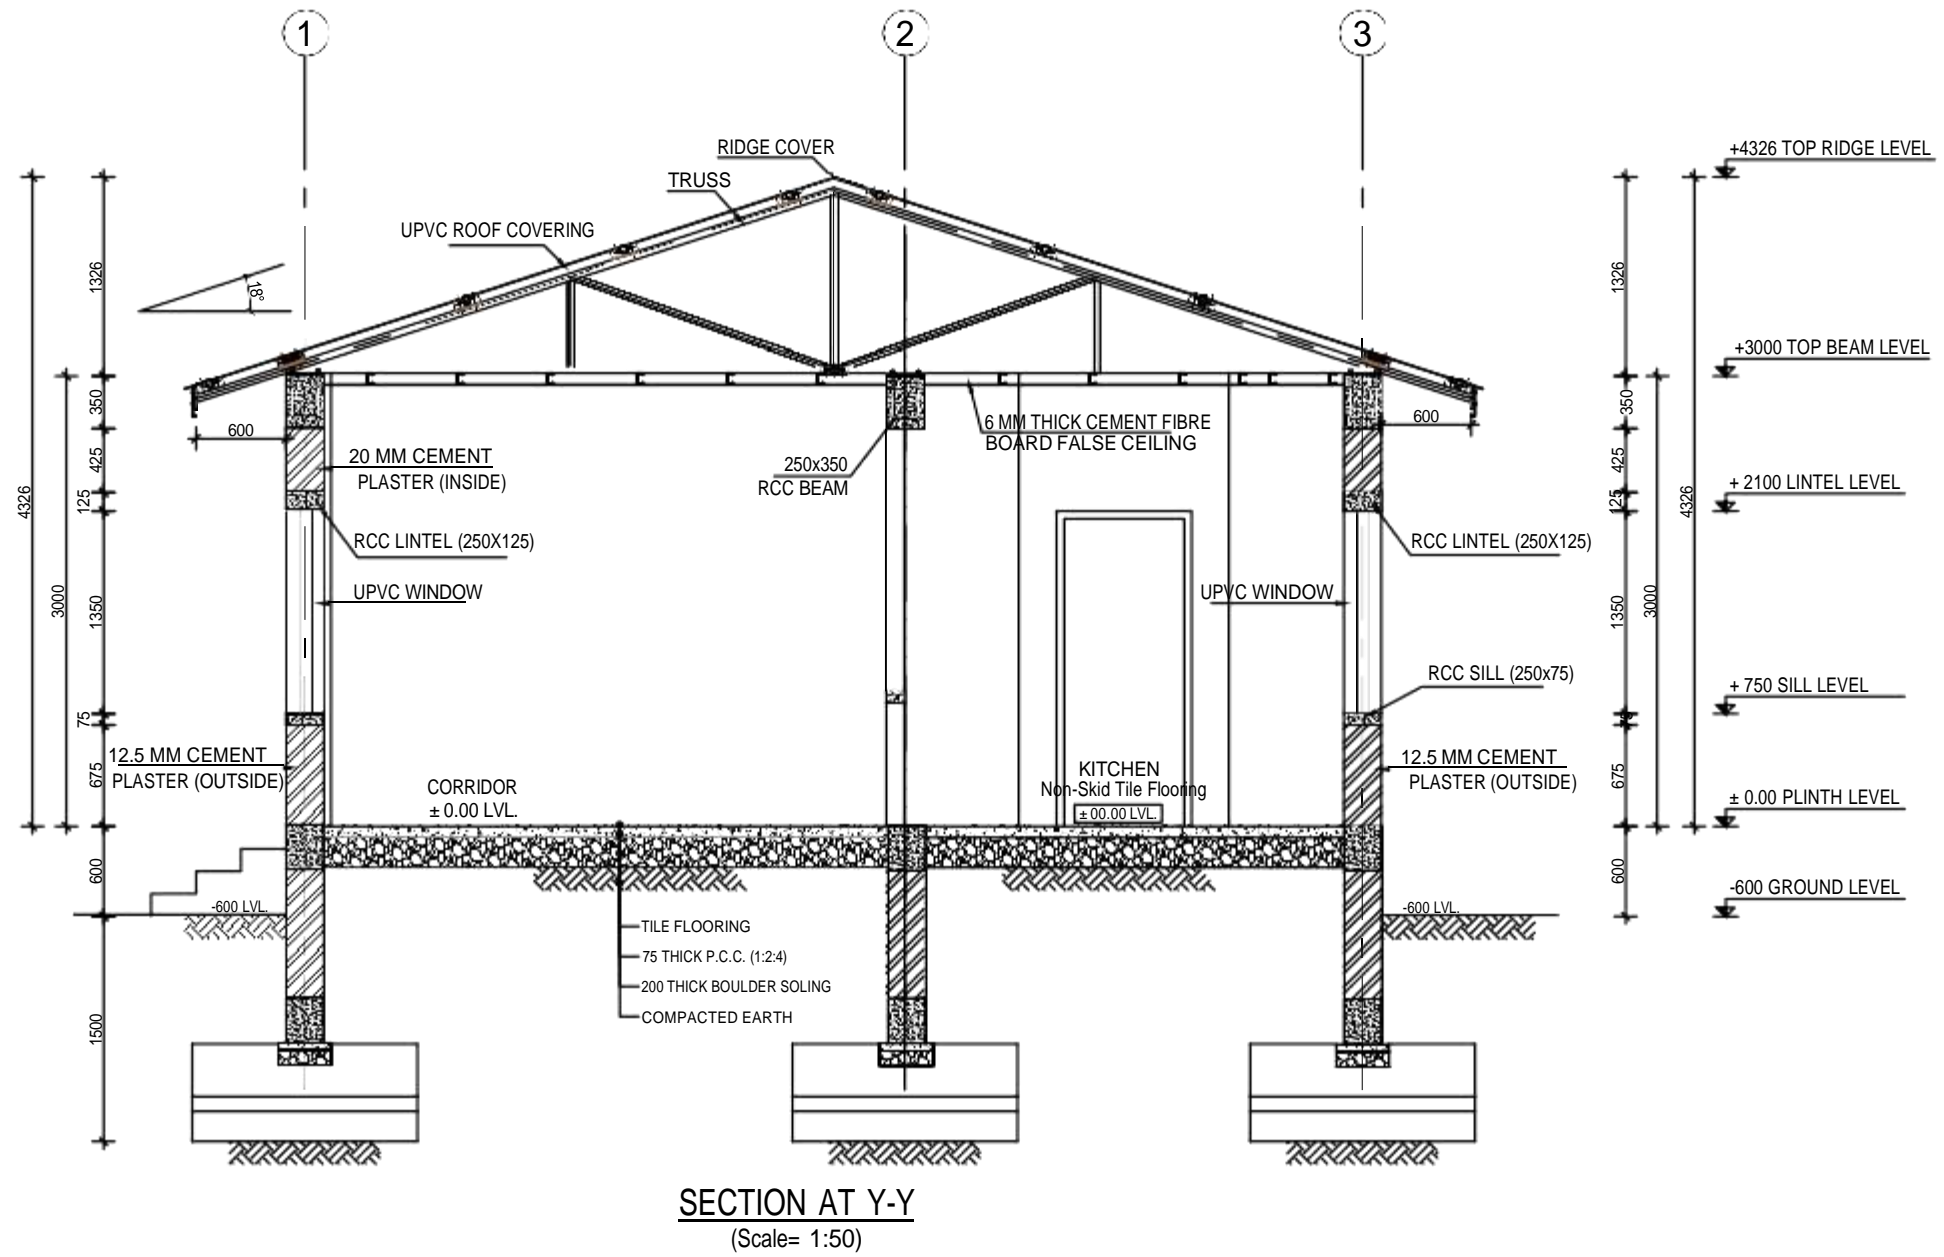 1
2
3
RIDGE COVER
+4326 TOP RIDGE LEVEL
TRUSS
UPVC ROOF COVERING
1326
18°
1326
+3000 TOP BEAM LEVEL
350
600
6 MM THICK CEMENT FIBRE
BOARD FALSE CEILING
600
350
425
20 MM CEMENT
PLASTER (INSIDE)
250x350
RCC BEAM
425
+ 2100 LINTEL LEVEL
4326
125
125
4326
RCC LINTEL (250X125)
RCC LINTEL (250X125)
3000
1350
UPVC WINDOW
UPVC WINDOW
1350
3000
RCC SILL (250x75)
+ 750 SILL LEVEL
75
75
12.5 MM CEMENT
PLASTER (OUTSIDE)
675
CORRIDOR
± 0.00 LVL.
KITCHEN
Non-Skid Tile Flooring
± 00.00 LVL.
12.5 MM CEMENT
PLASTER (OUTSIDE)
675
± 0.00 PLINTH LEVEL
600
600
-600 GROUND LEVEL
-600 LVL.
-600 LVL.
TILE FLOORING
75 THICK P.C.C. (1:2:4)
200 THICK BOULDER SOLING
COMPACTED EARTH
1500
SECTION AT Y-Y
(Scale= 1:50)